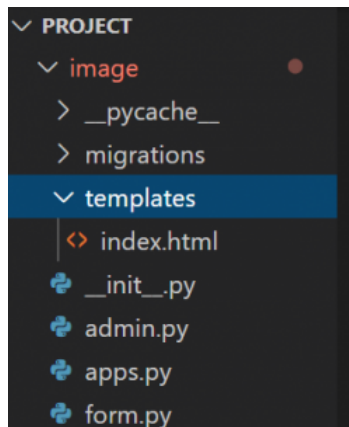 PROJECT
image
__pycache__
migrations
templates
index.html
__init__.py
admin.py
apps.py
form.py